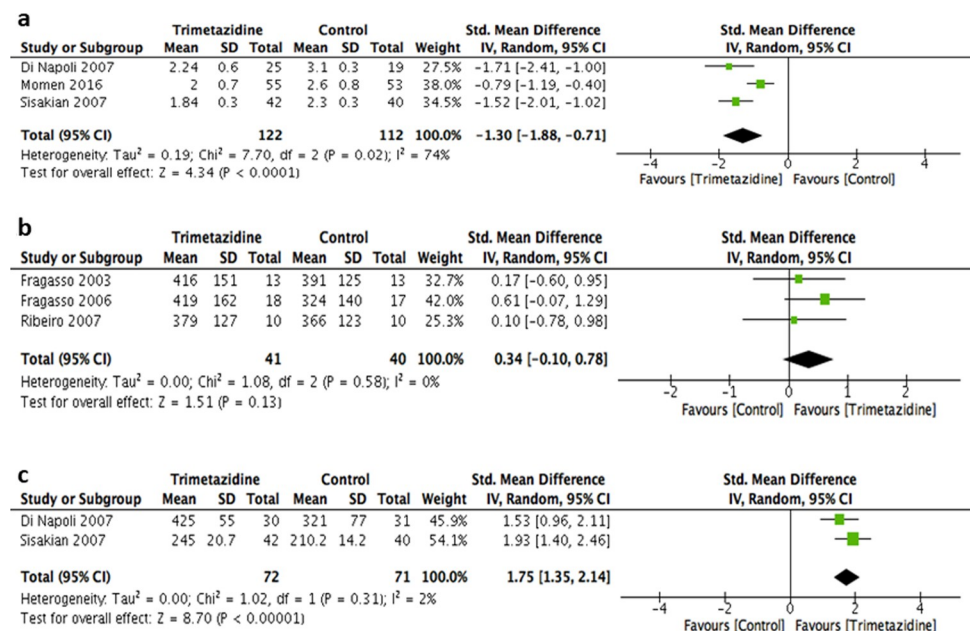 a
Trimetazidine Control Std. Mean Difference Std. Mean Difference
Study or Subgroup Mean SD Total Mean SD Total Weight IV, Random, 95% CI IV, Random, 95% CI
Di Napoli 2007 2.24 0.6 25 3.1 0.3 19 27.5% −1.71 [−2.41, −1.00]
Momen 2016 2 0.7 55 2.6 0.8 53 38.0% −0.79 [−1.19, −0.40]
Sisakian 2007 1.84 0.3 42 2.3 0.3 40 34.5% −1.52 [−2.01, −1.02]
Total (95% CI) 122 112 100.0% −1.30 [−1.88, −0.71]
Heterogeneity: Tau² = 0.19; Chi² = 7.70, df = 2 (P = 0.02); I² = 74%
Test for overall effect: Z = 4.34 (P < 0.0001)
−4 −2 0 2 4
Favours [Trimetazidine] Favours [Control]
b
Trimetazidine Control Std. Mean Difference Std. Mean Difference
Study or Subgroup Mean SD Total Mean SD Total Weight IV, Random, 95% CI IV, Random, 95% CI
Fragasso 2003 416 151 13 391 125 13 32.7% 0.17 [−0.60, 0.95]
Fragasso 2006 419 162 18 324 140 17 42.0% 0.61 [−0.07, 1.29]
Ribeiro 2007 379 127 10 366 123 10 25.3% 0.10 [−0.78, 0.98]
Total (95% CI) 41 40 100.0% 0.34 [−0.10, 0.78]
Heterogeneity: Tau² = 0.00; Chi² = 1.08, df = 2 (P = 0.58); I² = 0%
Test for overall effect: Z = 1.51 (P = 0.13)
−2 −1 0 1 2
Favours [Control] Favours [Trimetazidine]
c
Trimetazidine Control Std. Mean Difference Std. Mean Difference
Study or Subgroup Mean SD Total Mean SD Total Weight IV, Random, 95% CI IV, Random, 95% CI
Di Napoli 2007 425 55 30 321 77 31 45.9% 1.53 [0.96, 2.11]
Sisakian 2007 245 20.7 42 210.2 14.2 40 54.1% 1.93 [1.40, 2.46]
Total (95% CI) 72 71 100.0% 1.75 [1.35, 2.14]
Heterogeneity: Tau² = 0.00; Chi² = 1.02, df = 1 (P = 0.31); I² = 2%
Test for overall effect: Z = 8.70 (P < 0.00001)
−4 −2 0 2 4
Favours [Control] Favours [Trimetazidine]